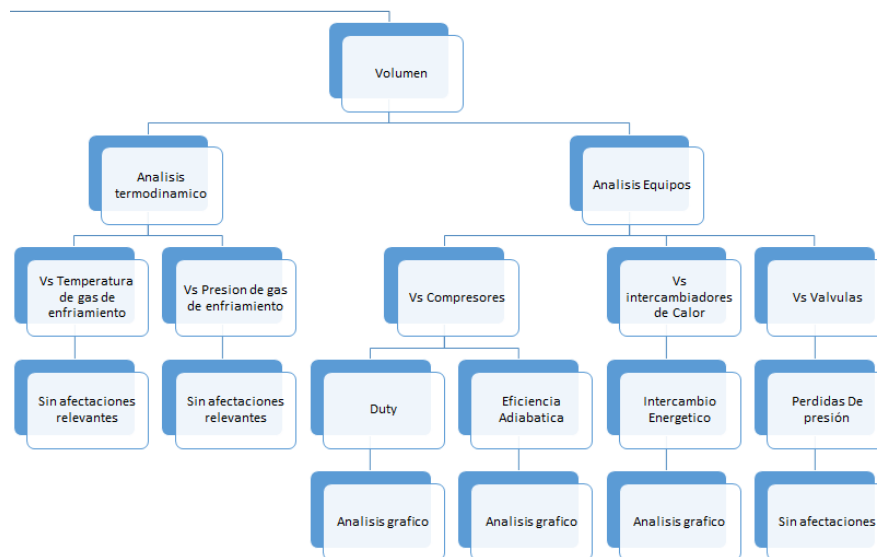 Volumen
Analisis
termodinamico
Analisis Equipos
Vs Temperatura
de gas de
enfriamiento
Vs Presion de gas
de enfriamiento
Vs Compresores
Vs
intercambiadores
de Calor
Vs Valvulas
Sin afectaciones
relevantes
Sin afectaciones
relevantes
Duty
Eficiencia
Adiabatica
Intercambio
Energetico
Perdidas De
presión
Analisis grafico
Analisis grafico
Analisis grafico
Sin afectaciones